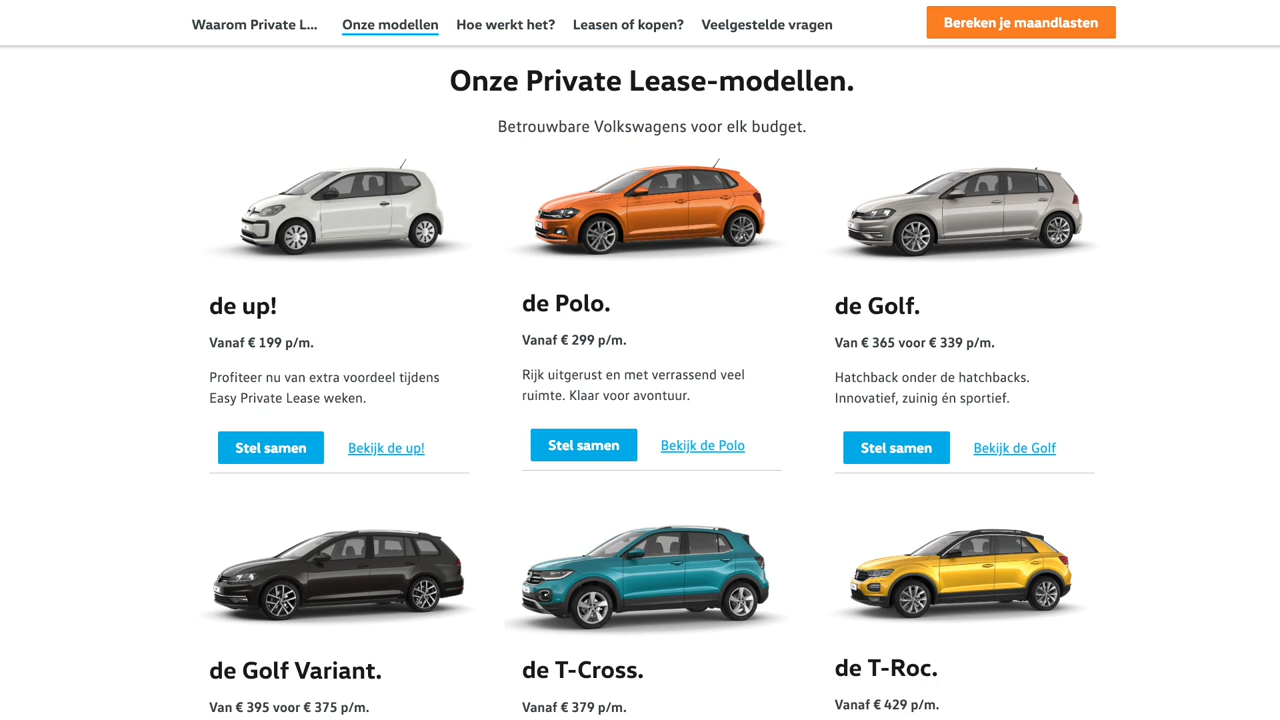 Waarom Private L...
Onze modellen
Hoe werkt het?
Leasen of kopen?
Veelgestelde vragen
Bereken je maandlasten
Onze Private Lease-modellen.
Betrouwbare Volkswagens voor elk budget.
de up!
Vanaf € 199 p/m.
Profiteer nu van extra voordeel tijdens
Easy Private Lease weken.
Stel samen
Bekijk de up!
de Polo.
Vanaf € 299 p/m.
Rijk uitgerust en met verrassend veel
ruimte. Klaar voor avontuur.
Stel samen
Bekijk de Polo
de Golf.
Van € 365 voor € 339 p/m.
Hatchback onder de hatchbacks.
Innovatief, zuinig én sportief.
Stel samen
Bekijk de Golf
de Golf Variant.
Van € 395 voor € 375 p/m.
de T-Cross.
Vanaf € 379 p/m.
de T-Roc.
Vanaf € 429 p/m.